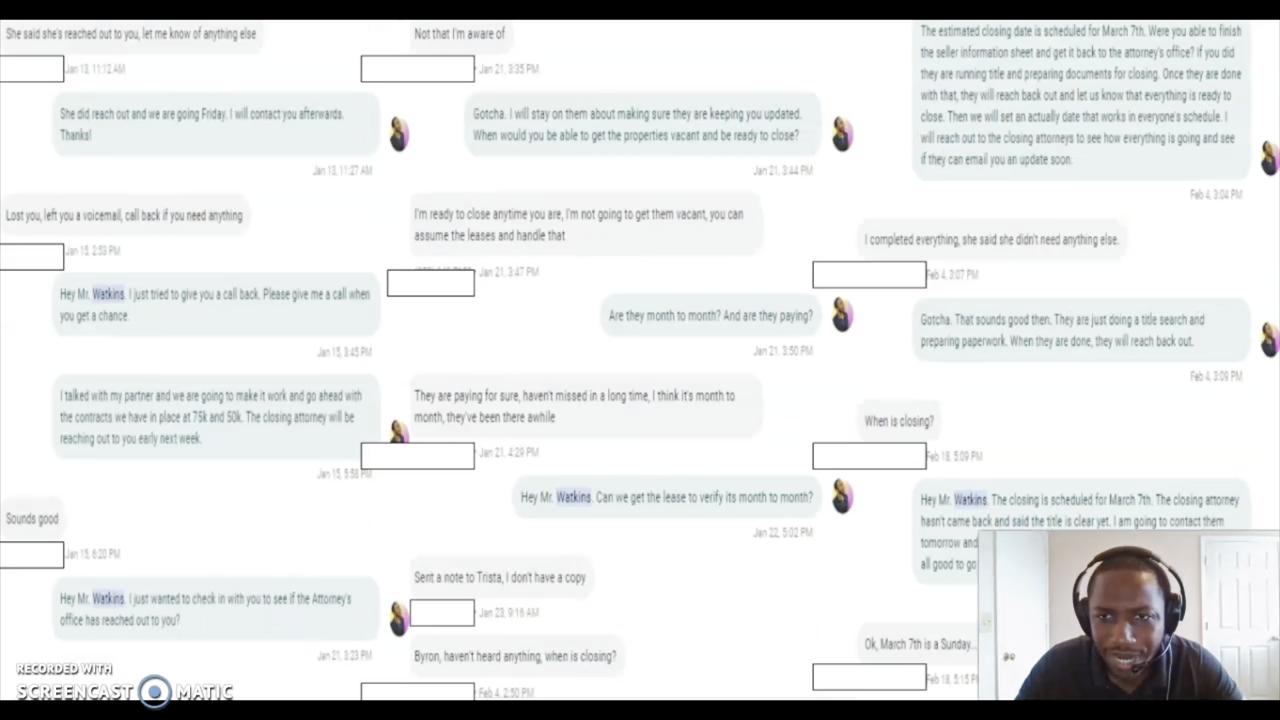 She said she's reached out to you, let me know of anything else
Jan 13, 11:12 AM
She did reach out and we are going Friday. I will contact you afterwards.
Thanks!
Jan 13, 11:27 AM
Lost you, left you a voicemail, call back if you need anything
Jan 15, 2:53 PM
Hey Mr. Watkins. I just tried to give you a call back. Please give me a call when
you get a chance.
Jan 15, 3:45 PM
I talked with my partner and we are going to make it work and go ahead with
the contracts we have in place at 75k and 50k. The closing attorney will be
reaching out to you early next week.
Jan 15, 5:58 PM
Sounds good
Jan 15, 6:20 PM
Hey Mr. Watkins. I just wanted to check in with you to see if the Attorney's
office has reached out to you?
Jan 21, 3:23 PM
Not that I'm aware of
Jan 21, 3:35 PM
Gotcha. I will stay on them about making sure they are keeping you updated.
When would you be able to get the properties vacant and be ready to close?
Jan 21, 3:44 PM
I'm ready to close anytime you are, I'm not going to get them vacant, you can
assume the leases and handle that
Jan 21, 3:47 PM
Are they month to month? And are they paying?
Jan 21, 3:50 PM
They are paying for sure, haven't missed in a long time, I think it's month to
month, they've been there awhile
Jan 21, 4:29 PM
Hey Mr. Watkins. Can we get the lease to verify its month to month?
Jan 22, 5:02 PM
Sent a note to Trista, I don't have a copy
Jan 23, 9:16 AM
Byron, haven't heard anything, when is closing?
Feb 4, 2:50 PM
The estimated closing date is scheduled for March 7th. Were you able to finish
the seller information sheet and get it back to the attorney's office? If you did
they are running title and preparing documents for closing. Once they are done
with that, they will reach back out and let us know that everything is ready to
close. Then we will set an actually date that works in everyone's schedule. I
will reach out to the closing attorneys to see how everything is going and see
if they can email you an update soon.
Feb 4, 3:04 PM
I completed everything, she said she didn't need anything else.
Feb 4, 3:07 PM
Gotcha. That sounds good then. They are just doing a title search and
preparing paperwork. When they are done, they will reach back out.
Feb 4, 3:09 PM
When is closing?
Feb 18, 5:09 PM
Hey Mr. Watkins. The closing is scheduled for March 7th. The closing attorney
hasn't came back and said the title is clear yet. I am going to contact them
tomorrow and
all good to go
Ok, March 7th is a Sunday...
Feb 18, 5:15 P
RECORDED WITH
SCREENCAST MATIC